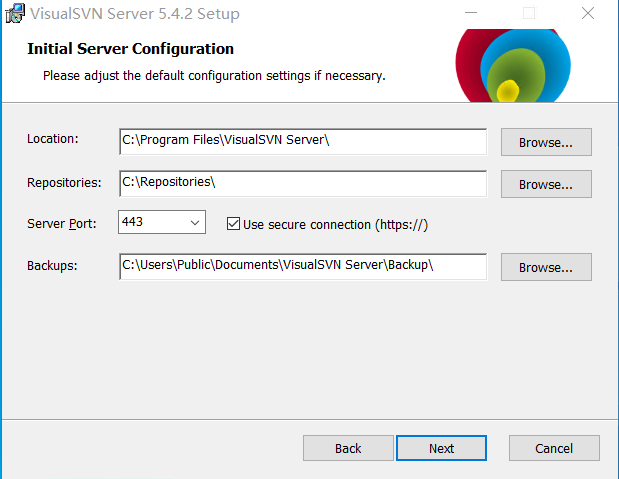 VisualSVN Server 5.4.2 Setup
Initial Server Configuration
Please adjust the default configuration settings if necessary.
Location: C:\Program Files\VisualSVN Server\ Browse...
Repositories: C:\Repositories\ Browse...
Server Port: 443 Use secure connection (https://)
Backups: C:\Users\Public\Documents\VisualSVN Server\Backup\ Browse...
Back Next Cancel